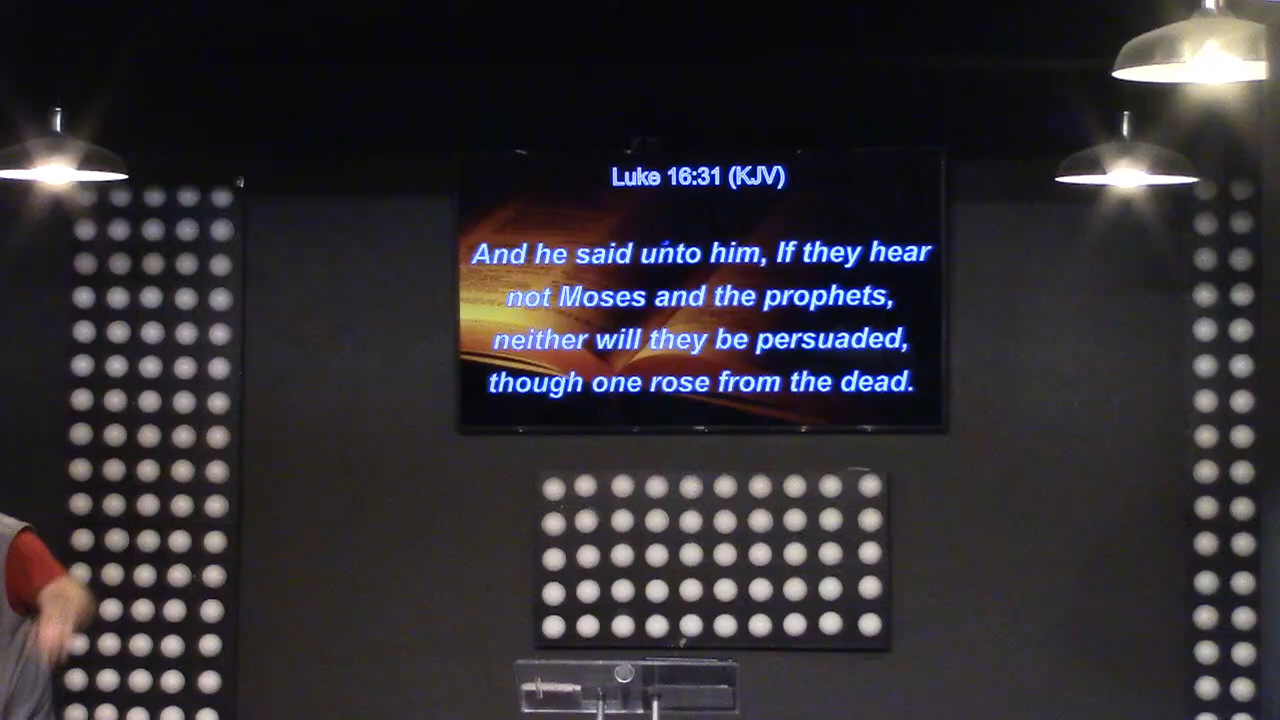 Luke 16:31 (KJV)
And he said unto him, If they hear
not Moses and the prophets,
neither will they be persuaded,
though one rose from the dead.